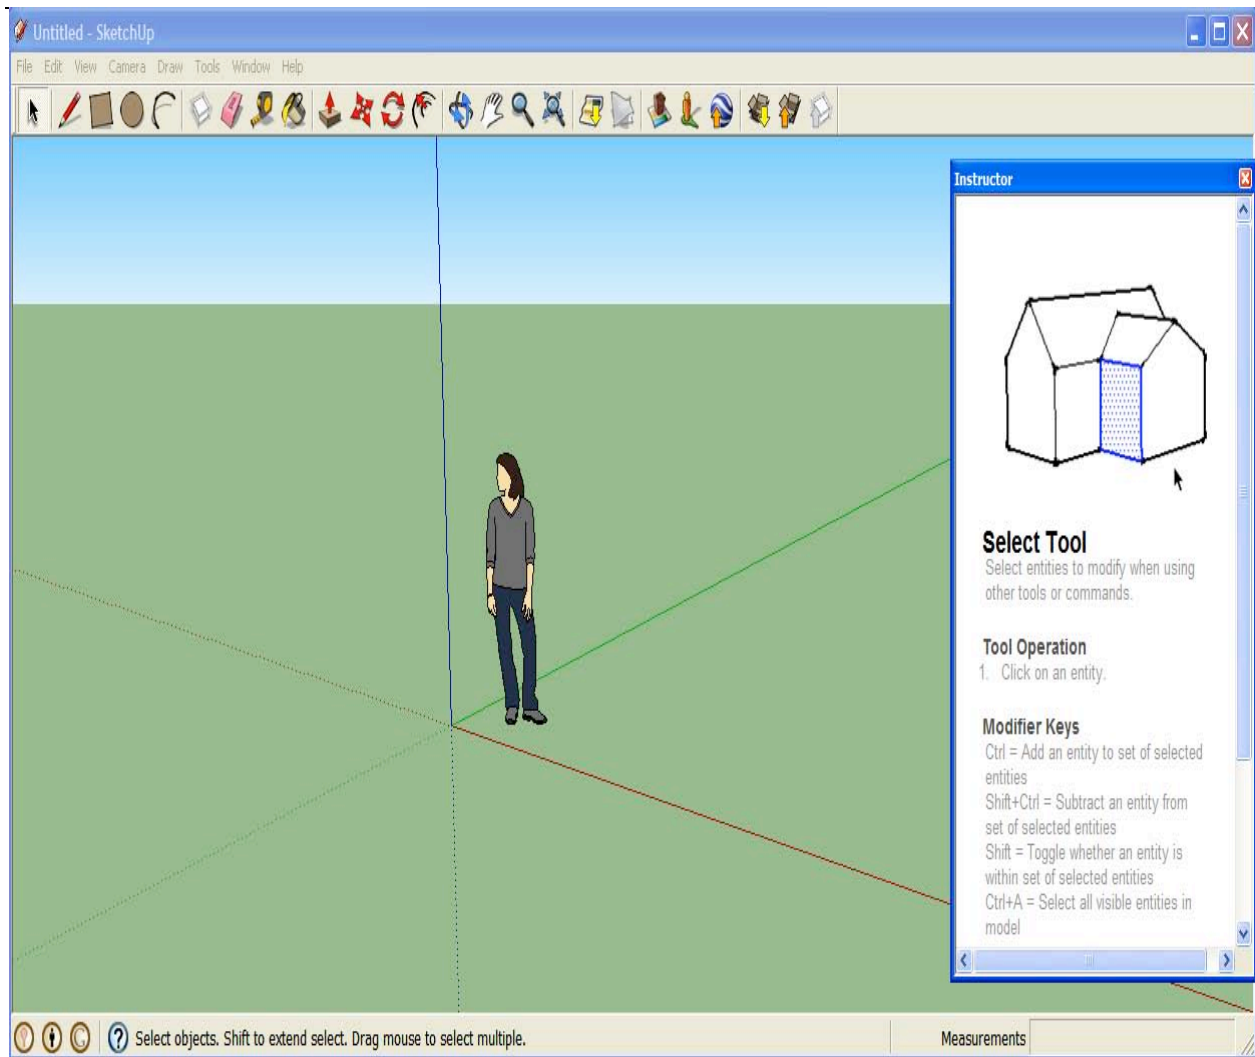 Untitled - SketchUp
File Edit View Camera Draw Tools Window Help
Instructor
Select Tool
Select entities to modify when using
other tools or commands.
Tool Operation
1. Click on an entity.
Modifier Keys
Ctrl = Add an entity to set of selected
entities
Shift+Ctrl = Subtract an entity from
set of selected entities
Shift = Toggle whether an entity is
within set of selected entities
Ctrl+A = Select all visible entities in
model
Select objects. Shift to extend select. Drag mouse to select multiple.
Measurements